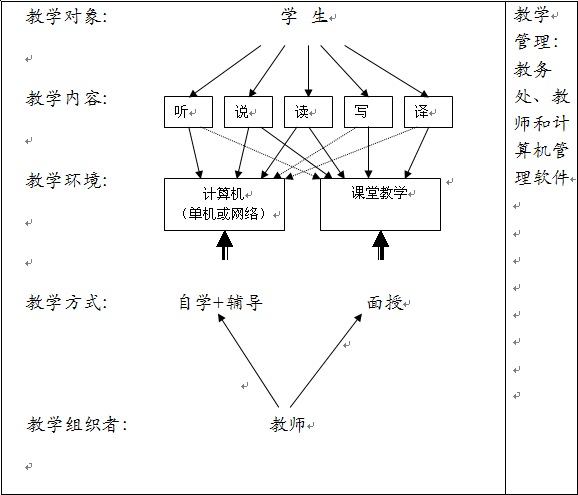 教学对象：
学 生
教学内容：
听
说
读
写
译
教学环境：
计算机
（单机或网络）
课堂教学
教学方式：
自学+辅导
面授
教学组织者：
教师
教学
管理：
教务
处、教
师和计
算机管
理软件